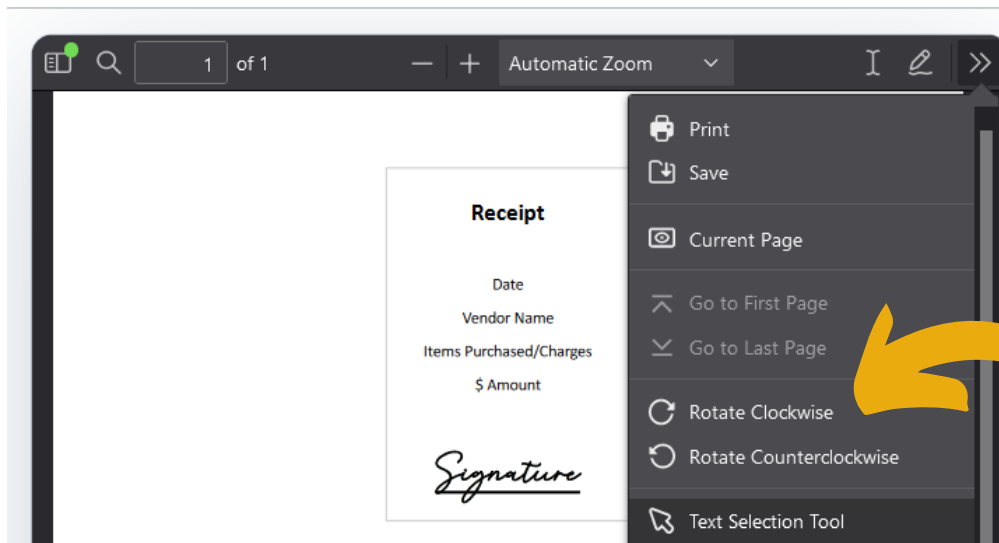 1 of 1 Automatic Zoom
Print
Save
Receipt
Current Page
Date
Vendor Name
Go to First Page
Items Purchased/Charges
Go to Last Page
$ Amount
Rotate Clockwise
Signature
Rotate Counterclockwise
Text Selection Tool